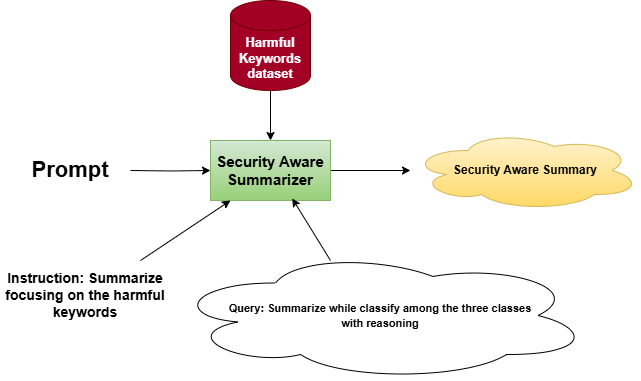 Harmful
Keywords
dataset
Prompt
Security Aware
Summarizer
Security Aware Summary
Instruction: Summarize
focusing on the harmful
keywords
Query: Summarize while classify among the three classes
with reasoning